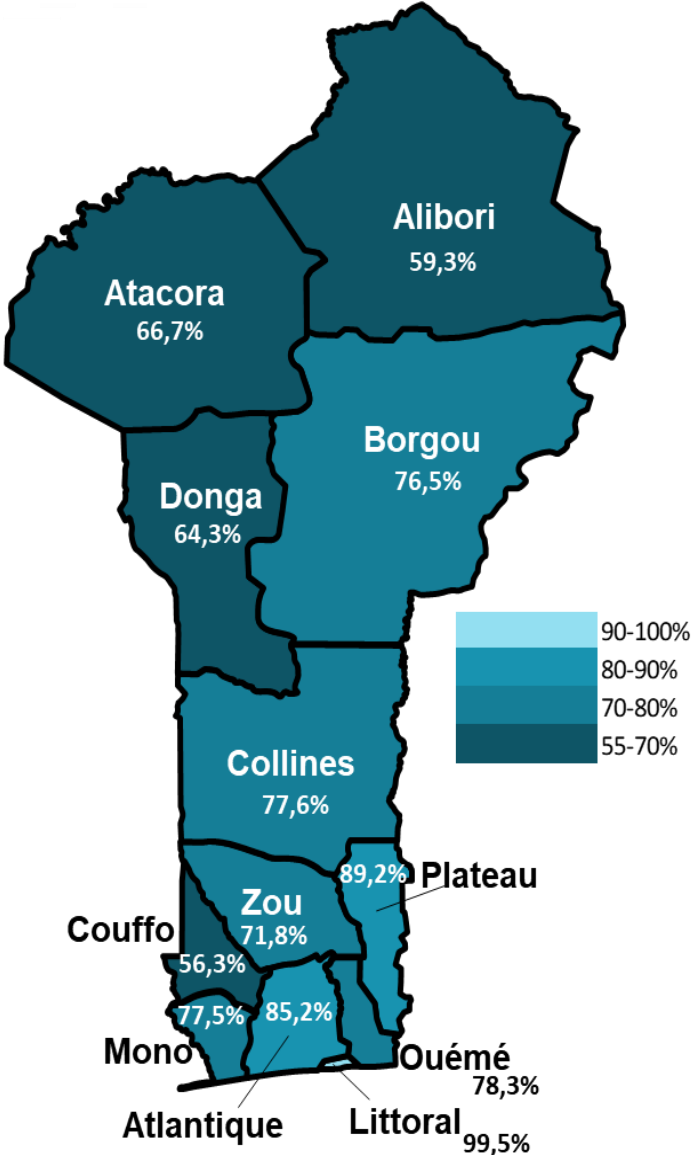 Alibori
59,3%
Atacora
66,7%
Borgou
76,5%
Donga
64,3%
90-100%
80-90%
70-80%
55-70%
Collines
77,6%
89,2%
Plateau
Zou
71,8%
Couffo
56,3%
77,5%
85,2%
Mono
Ouémé
78,3%
Atlantique
Littoral
99,5%